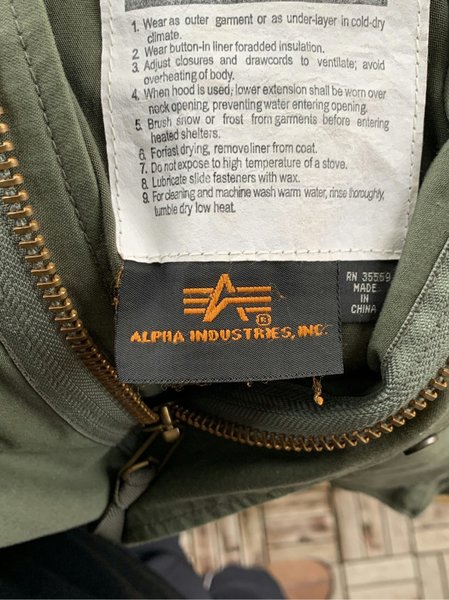 1. Wear as outer garment or as under-layer in cold-dry
climate.
2. Wear button-in liner foradded insulation.
3. Adjust closures and drawcords to ventilate; avoid
overheating of body.
4. When hood is used, lower extension shall be worn over
neck opening, preventing water entering opening.
5. Brush snow or frost from garments before entering
heated shelters.
6. Forfast drying, remove liner from coat.
7. Do not expose to high temperature of a stove.
8. Lubricate slide fasteners with wax.
9. For cleaning and machine wash warm water, rinse thoroughly,
tumble dry low heat.
RN 35569
MADE
IN
CHINA
®
ALPHA INDUSTRIES, INC.